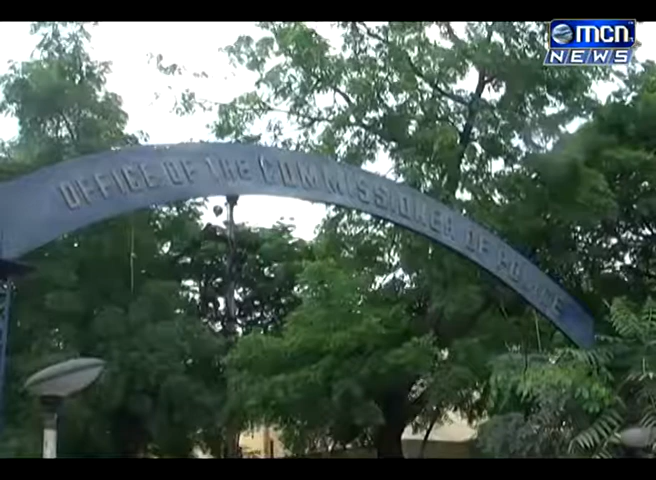 mcn
NEWS
OFFICE OF THE COMMISSIONER OF POLICE